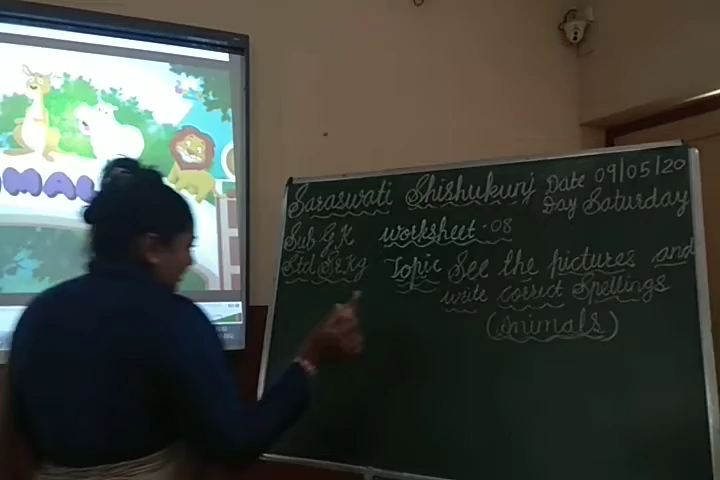 Saraswati Shishukunj Date 09/05/20
Day Saturday
Sub G.K worksheet-08
Std Sr.Kg Topic See the pictures and
write correct Spellings
(Animals)